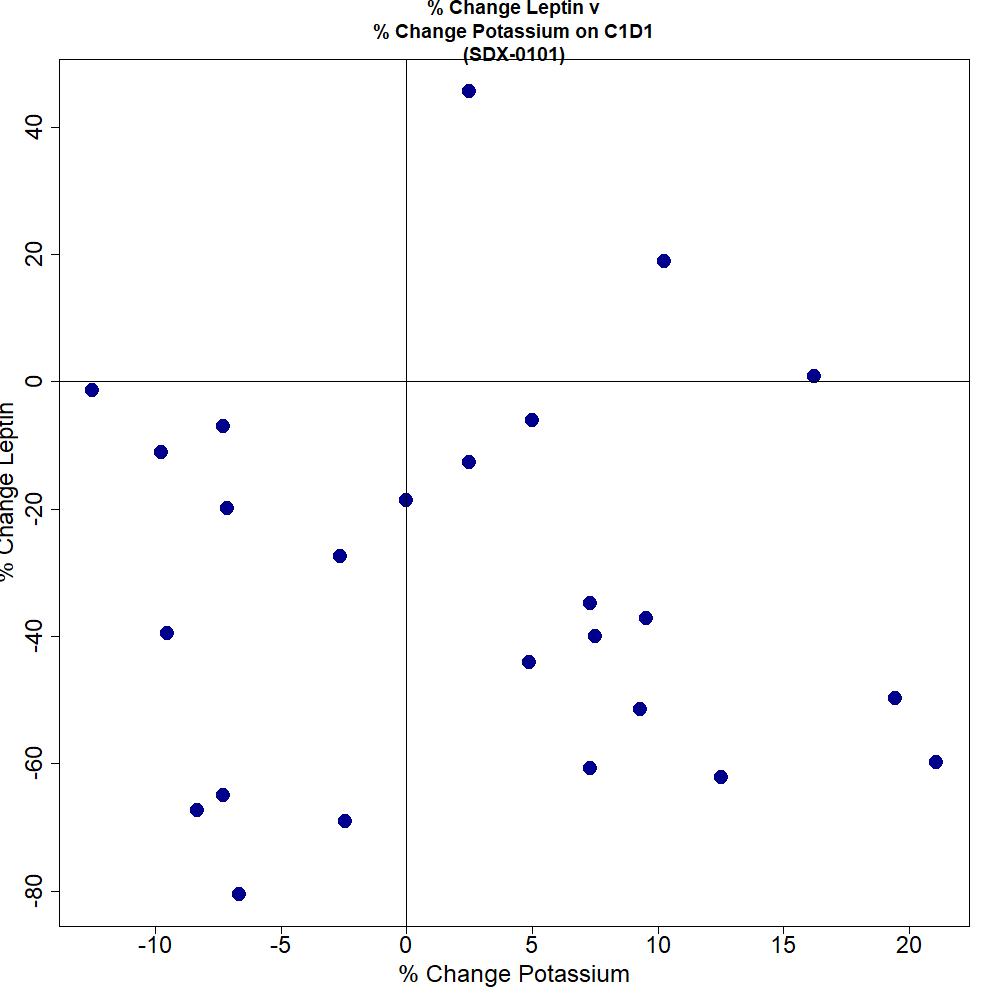 % Change Leptin v
% Change Potassium on C1D1
(SDX-0101)
% Change Leptin
40
20
0
-20
-40
-60
-80
-10
-5
0
5
10
15
20
% Change Potassium